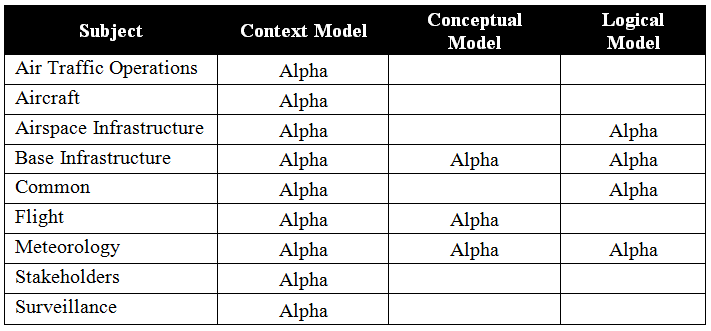 Subject Context Model Conceptual Model Logical Model
Air Traffic Operations Alpha
Aircraft Alpha
Airspace Infrastructure Alpha Alpha
Base Infrastructure Alpha Alpha Alpha
Common Alpha Alpha
Flight Alpha Alpha
Meteorology Alpha Alpha Alpha
Stakeholders Alpha
Surveillance Alpha